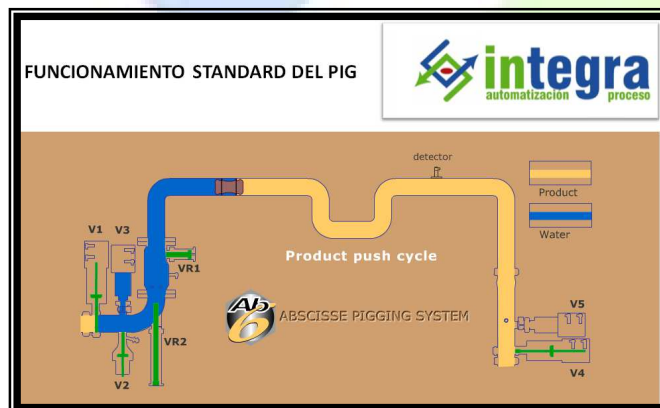 FUNCIONAMIENTO STANDARD DEL PIG
integra
automatización proceso
detector
Product
Water
V1 V3
VR1
Product push cycle
ABSCISSE PIGGING SYSTEM
VR2
V2
V5
V4